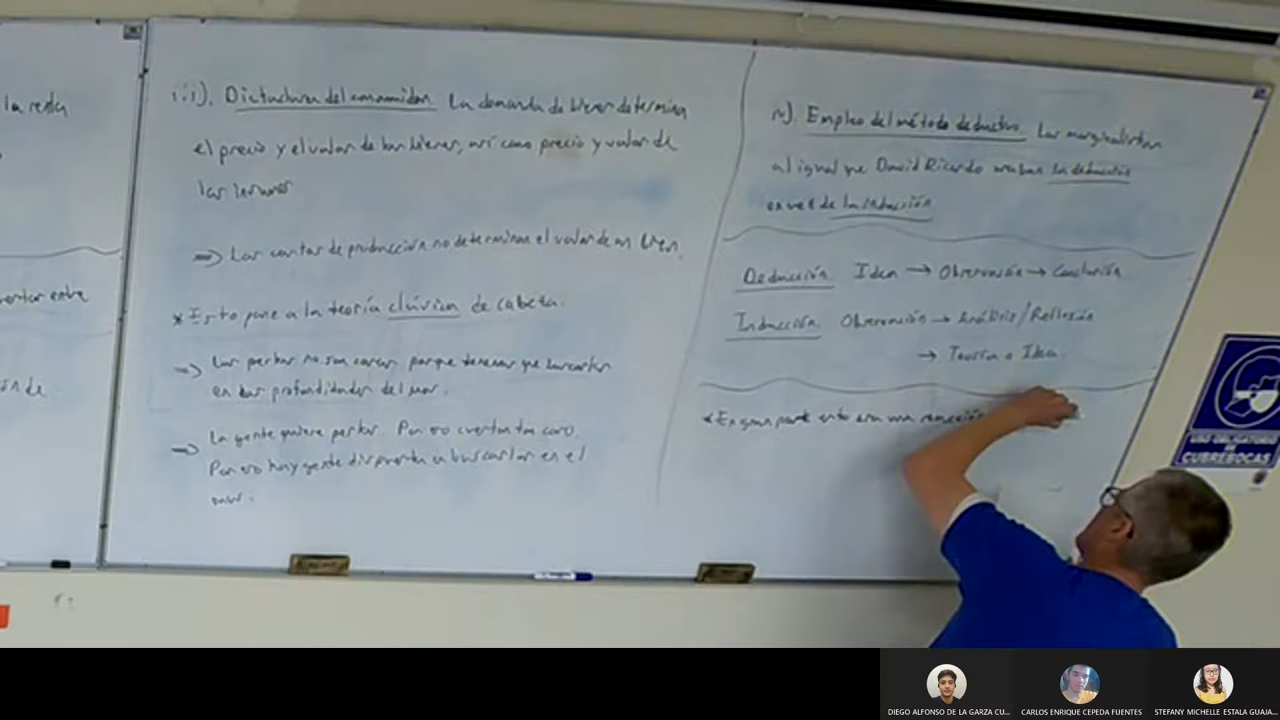 la renta
iii). Dictadura del consumidor. La demanda de bienes determina
el precio y el valor de los bienes, así como precio y valor de
los insumos
⇒ Los costos de producción no determinan el valor de un bien.
* Esto pone a la teoría clásica de cabeza.
⇒ Las perlas no son caras porque tenemos que buscarlas
en las profundidades del mar.
⇒ La gente quiere perlas. Por eso cuestan tan caro.
Por eso hay gente dispuesta a buscarlas en el
mar.
entre
ón de
iv). Empleo del método deductivo. Los marginalistas
al igual que David Ricardo usaban la deducción
en vez de la inducción
Deducción Idea → Observación → Conclusión
Inducción Observación → Análisis/Reflexión
→ Teoría o Idea
* En gran parte esto era una reacción
USO OBLIGATORIO
DE
CUBREBOCAS
DIEGO ALFONSO DE LA GARZA CU...
CARLOS ENRIQUE CEPEDA FUENTES
STEFANY MICHELLE ESTALA GUAJA...